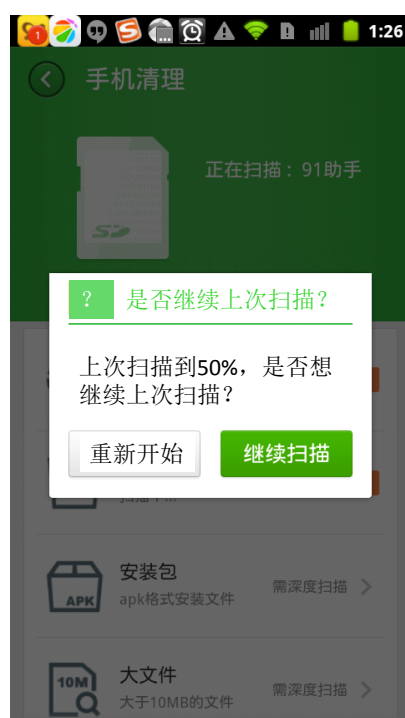 1:26
手机清理
正在扫描：91助手
SD
? 是否继续上次扫描?
上次扫描到50%，是否想
继续上次扫描？
重新开始
继续扫描
扫描中...
安装包
需深度扫描
APK
apk格式安装文件
10M
大文件
需深度扫描
大于10MB的文件